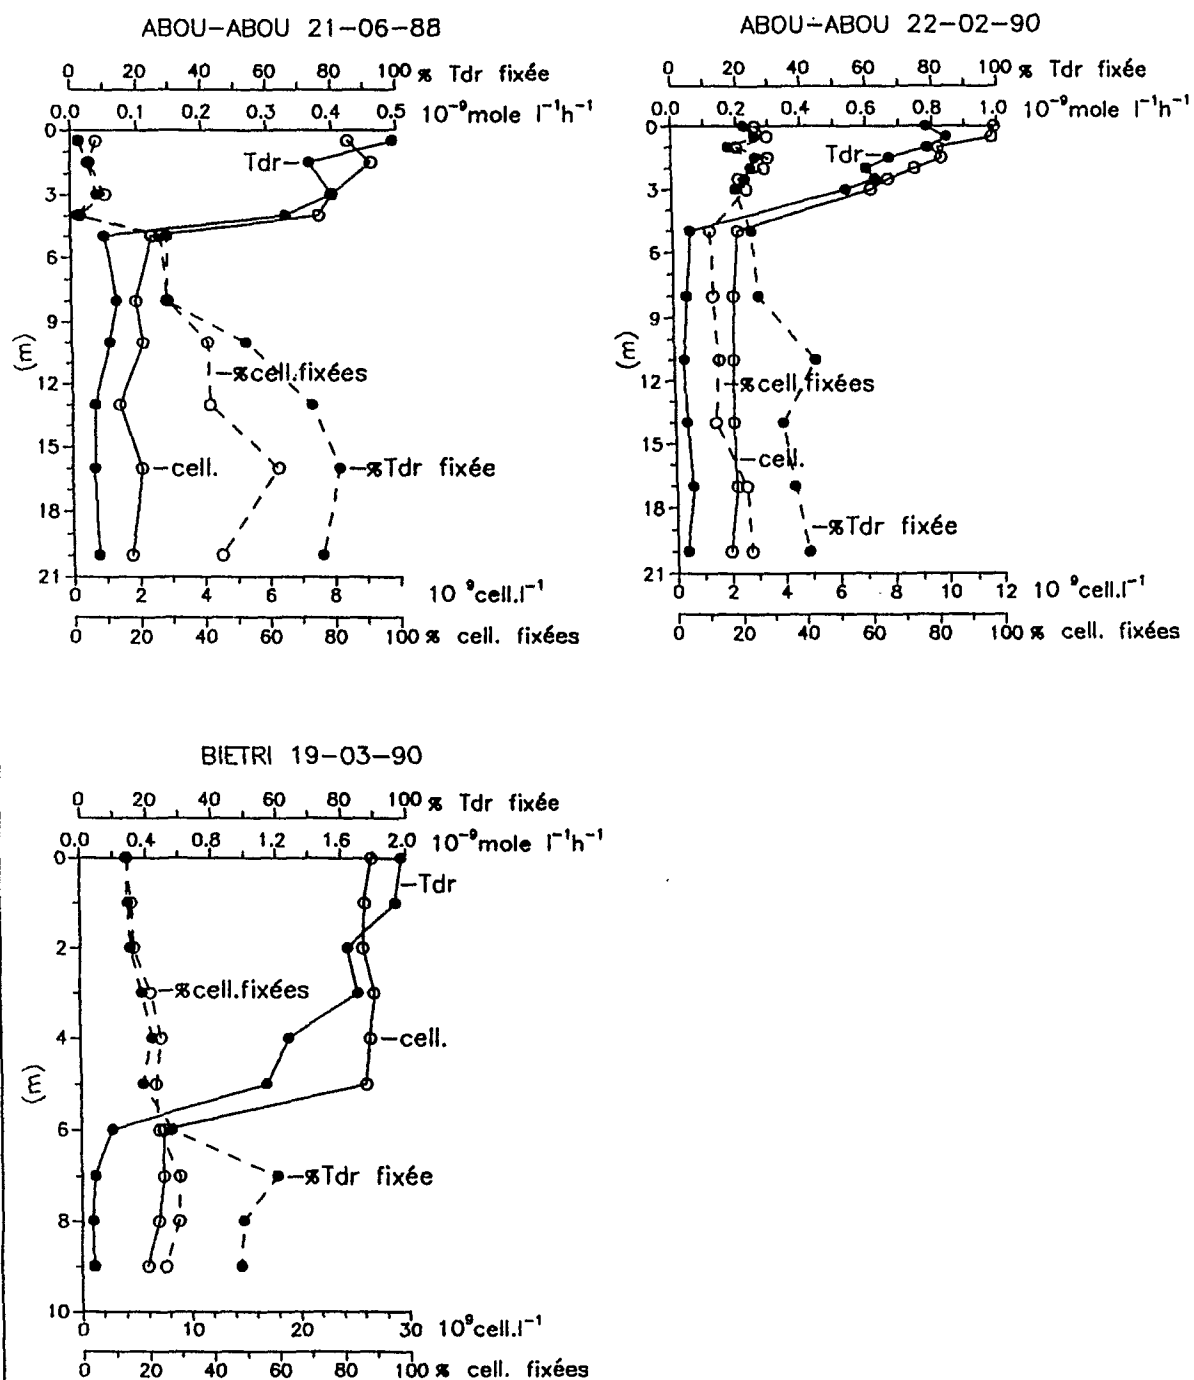 ABOU-ABOU 21-06-88
0 20 40 60 80 100 % Tdr fixée
0.0 0.1 0.2 0.3 0.4 0.5 10⁻⁹mole l⁻¹h⁻¹
0
3
6
9
12
15
18
21
(m)
Tdr
%cell.fixées
cell.
%Tdr fixée
0 2 4 6 8 10 ⁹cell.l⁻¹
0 20 40 60 80 100 % cell. fixées
ABOU-ABOU 22-02-90
0 20 40 60 80 100 % Tdr fixée
0.0 0.2 0.4 0.6 0.8 1.0 10⁻⁹mole l⁻¹h⁻¹
0
3
6
9
12
15
18
21
(m)
Tdr
%cell.fixées
cell.
%Tdr fixée
0 2 4 6 8 10 12 10⁹cell.l⁻¹
0 20 40 60 80 100 % cell. fixées
BIETRI 19-03-90
0 20 40 60 80 100 % Tdr fixée
0.0 0.4 0.8 1.2 1.6 2.0 10⁻⁹mole l⁻¹h⁻¹
0
2
4
6
8
10
(m)
Tdr
%cell.fixées
cell.
%Tdr fixée
0 10 20 30 10⁹cell.l⁻¹
0 20 40 60 80 100 % cell. fixées